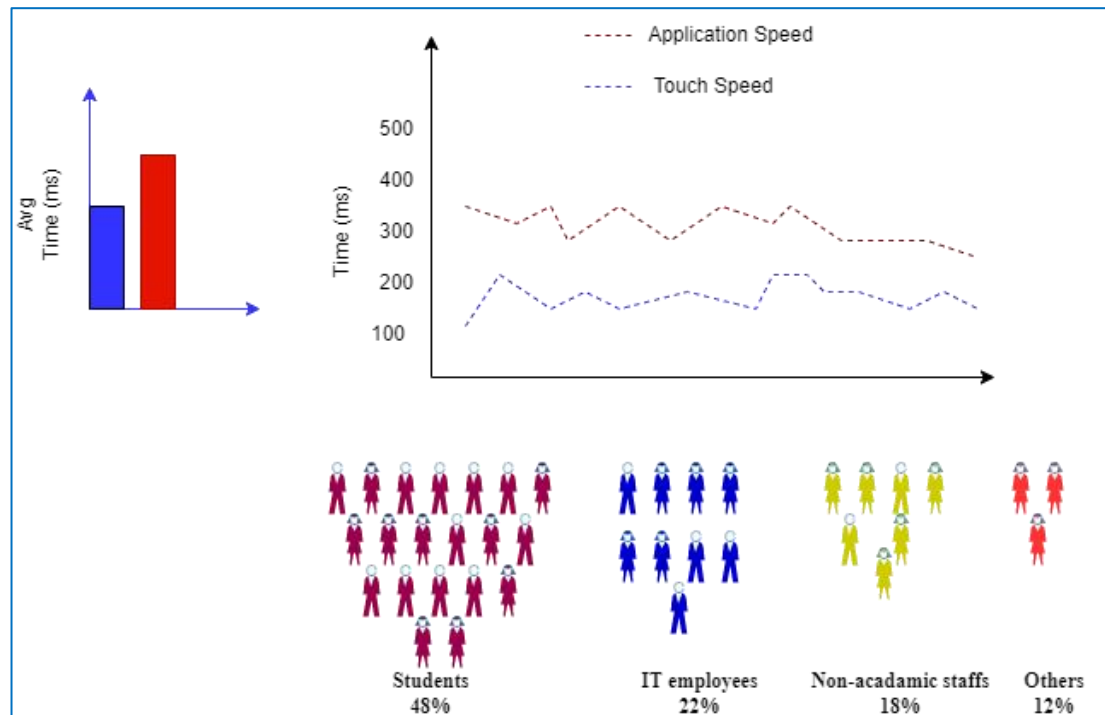 Application Speed
Touch Speed
Avg
Time (ms)
Time (ms)
500
400
300
200
100
Students
48%
IT employees
22%
Non-acadamic staffs
18%
Others
12%